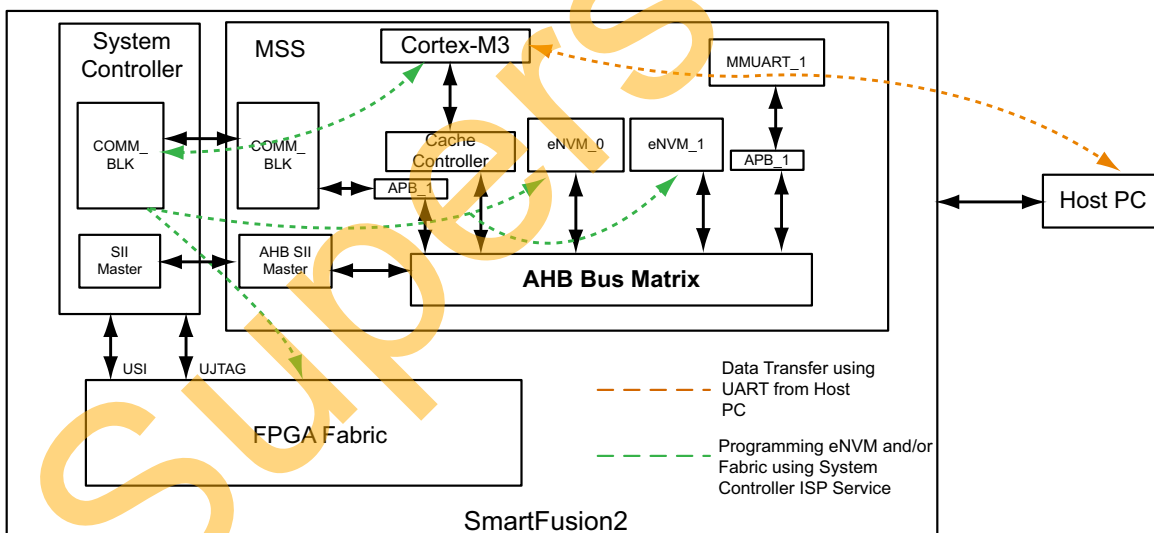 System
Controller
MSS
Cortex-M3
MMUART_1
COMM_
BLK
COMM_
BLK
Cache
Controller
eNVM_0
eNVM_1
APB_1
APB_1
Host PC
SII
Master
AHB SII
Master
AHB Bus Matrix
USI
UJTAG
FPGA Fabric
Data Transfer using
UART from Host
PC
Programming eNVM and/or
Fabric using System
Controller ISP Service
SmartFusion2
Supers